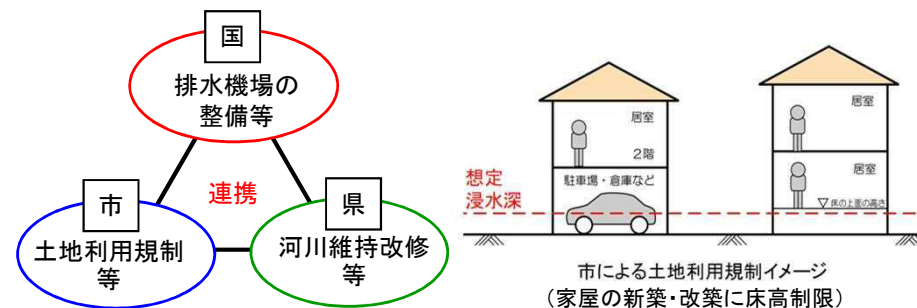 国
排水機場の
整備等
連携
市
土地利用規制
等
県
河川維持改修
等
居室
2階
駐車場・倉庫など
居室
居室
床の上面の高さ
想定
浸水深
市による土地利用規制イメージ
(家屋の新築・改築に床高制限)